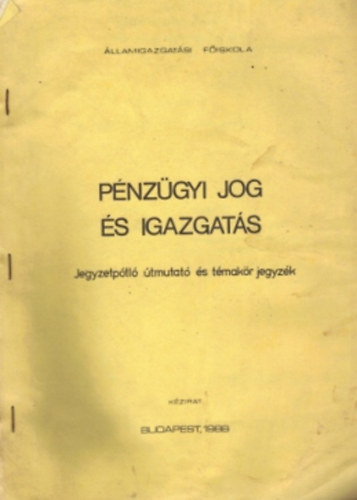 ÁLLAMIGAZGATÁSI FŐISKOLA
PÉNZÜGYI JOG
ÉS IGAZGATÁS
Jegyzetpótló útmutató és témakör jegyzék
KÉZIRAT
BUDAPEST, 1988